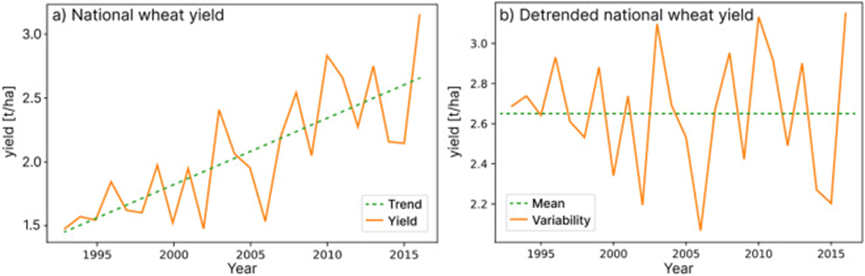 a) National wheat yield
yield [t/ha]
3.0
2.5
2.0
1.5
1995
2000
2005
2010
2015
Year
Trend
Yield
b) Detrended national wheat yield
yield [t/ha]
3.0
2.8
2.6
2.4
2.2
1995
2000
2005
2010
2015
Year
Mean
Variability